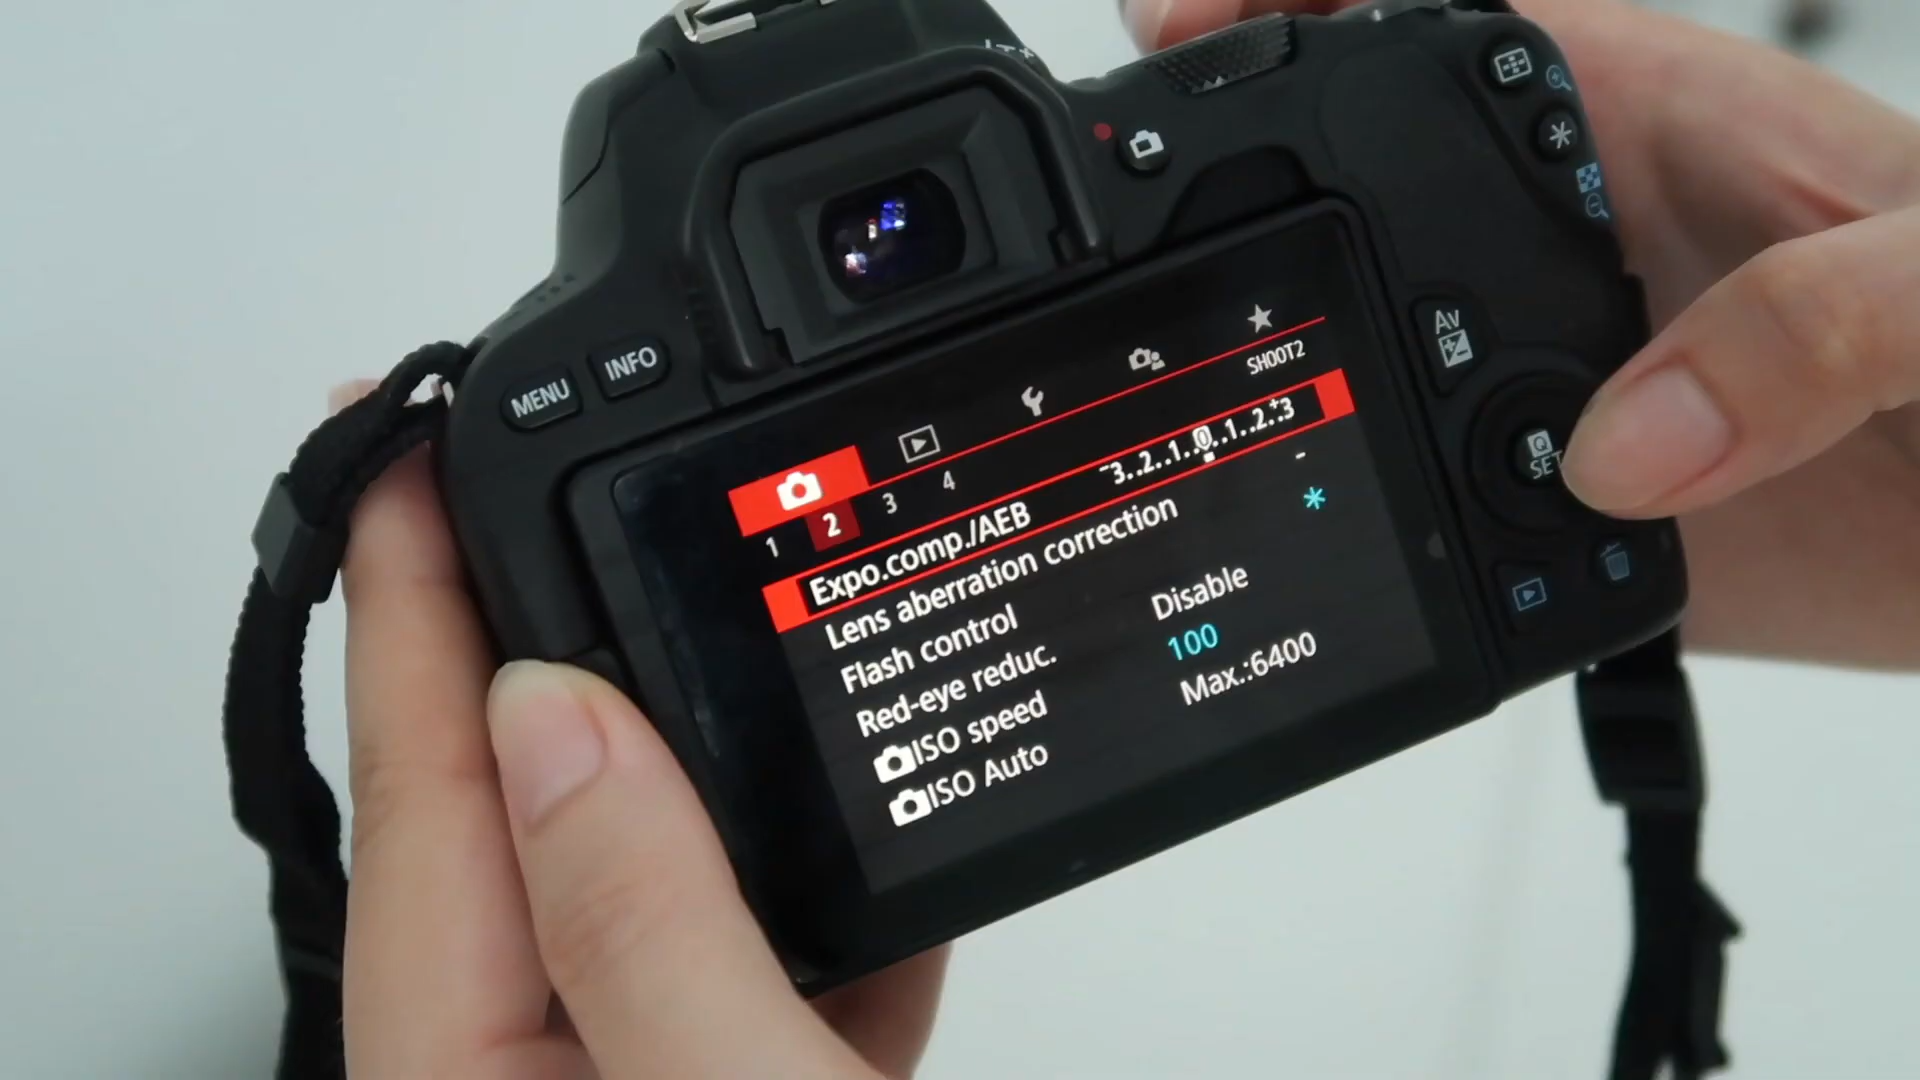 MENU
INFO
Av
Q
SET
SHOOT2
1 2 3 4
Expo.comp./AEB -3..2..1..0..1..2.+3
Lens aberration correction -
Flash control *
Red-eye reduc. Disable
ISO speed 100
ISO Auto Max.:6400